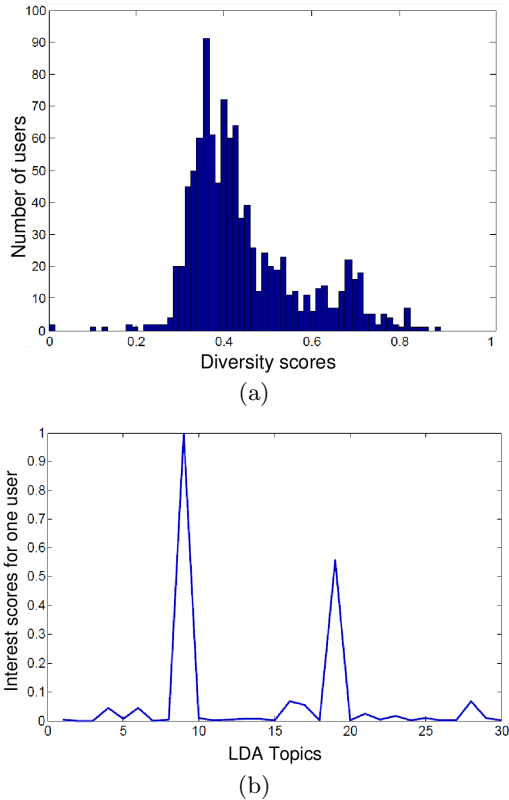 100
90
80
70
60
50
40
30
20
10
0
Number of users
0 0.2 0.4 0.6 0.8 1
Diversity scores
(a)
1
0.9
0.8
0.7
0.6
0.5
0.4
0.3
0.2
0.1
0
Interest scores for one user
0 5 10 15 20 25 30
LDA Topics
(b)